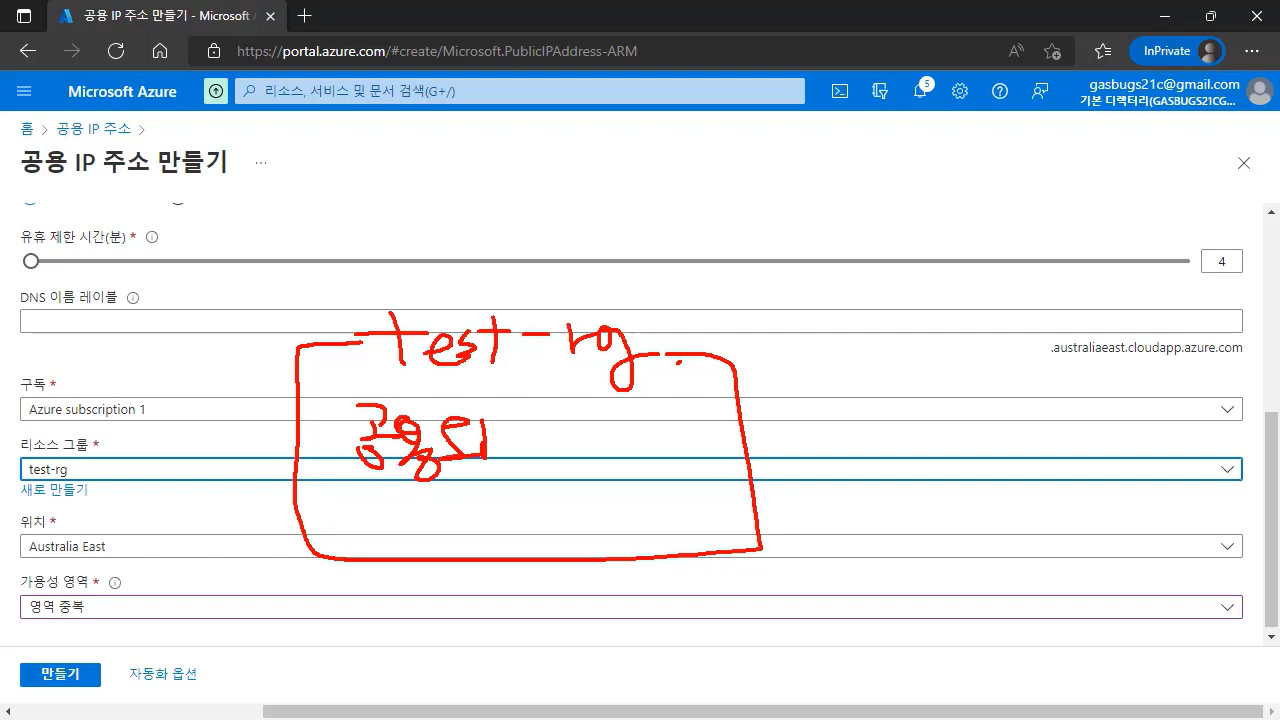 공용 IP 주소 만들기 - Microsoft A
https://portal.azure.com/#create/Microsoft.PublicIPAddress-ARM
InPrivate
Microsoft Azure
리소스, 서비스 및 문서 검색(G+/)
5
gasbugs21c@gmail.com
기본 디렉터리(GASBUGS21CG...
홈 > 공용 IP 주소 >
공용 IP 주소 만들기 ...
유휴 제한 시간(분) *
4
DNS 이름 레이블
test-rg
.australiaeast.cloudapp.azure.com
구독 *
Azure subscription 1
공용
리소스 그룹 *
test-rg
새로 만들기
위치 *
Australia East
가용성 영역 *
영역 중복
만들기
자동화 옵션